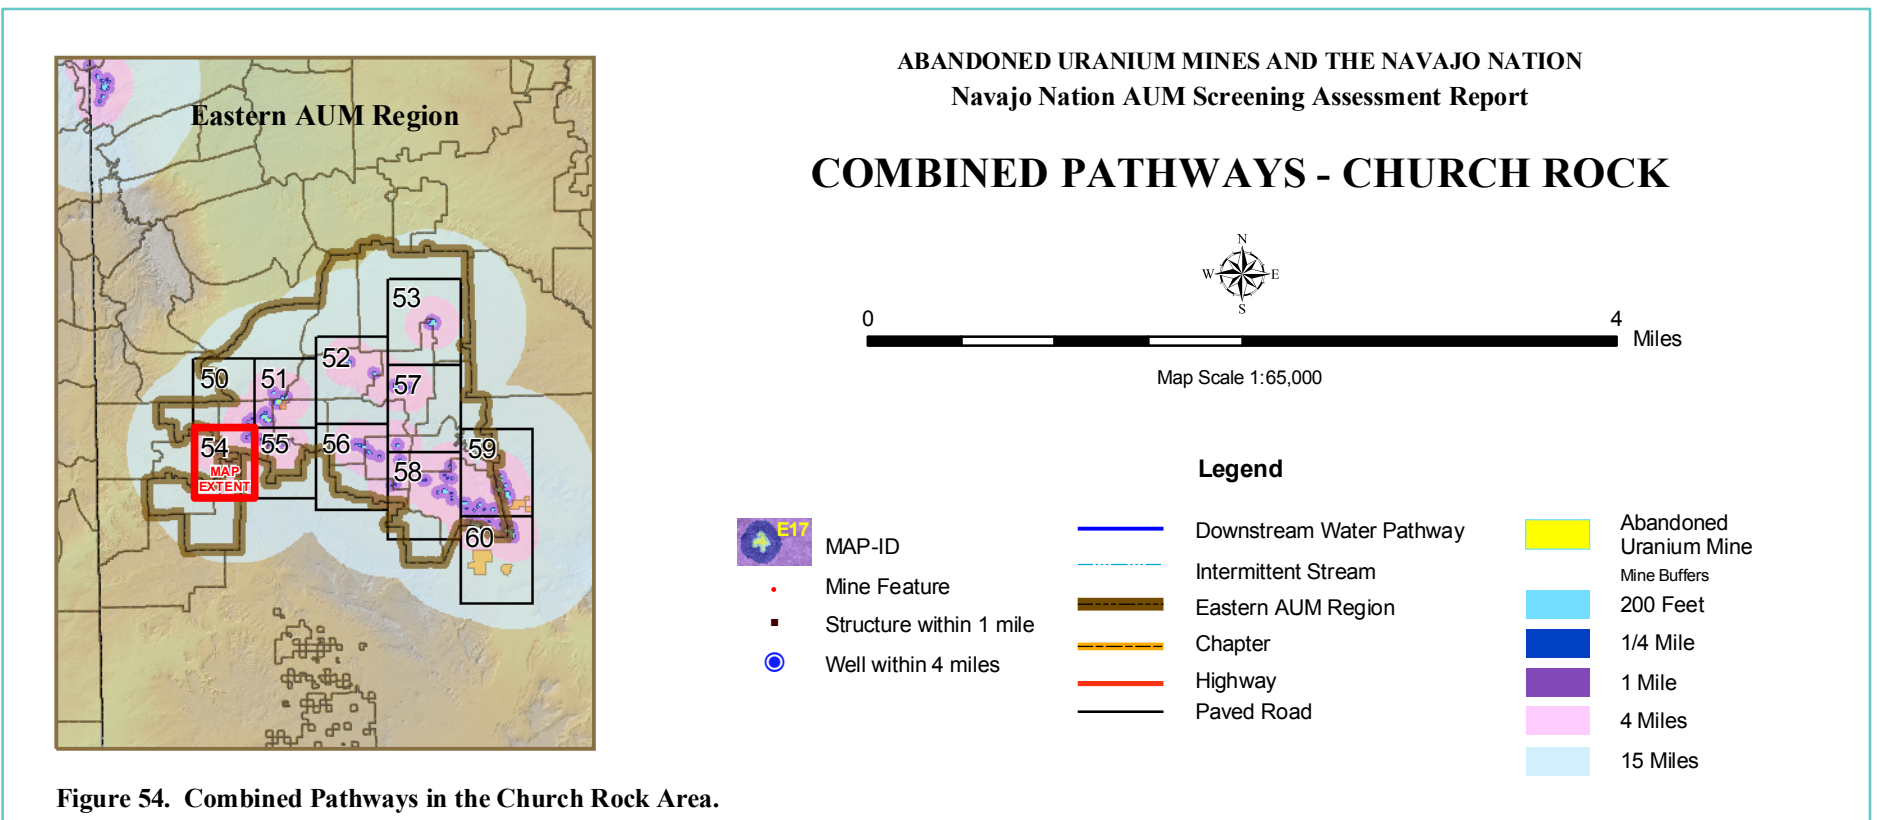 ABANDONED URANIUM MINES AND THE NAVAJO NATION
Navajo Nation AUM Screening Assessment Report
COMBINED PATHWAYS - CHURCH ROCK
Eastern AUM Region
53
52
50
51
57
54
55
56
59
58
MAP
EXTENT
60
N
W
E
S
0
4
Miles
Map Scale 1:65,000
Legend
E17
MAP-ID
Mine Feature
Structure within 1 mile
Well within 4 miles
Downstream Water Pathway
Intermittent Stream
Eastern AUM Region
Chapter
Highway
Paved Road
Abandoned
Uranium Mine
Mine Buffers
200 Feet
1/4 Mile
1 Mile
4 Miles
15 Miles
Figure 54. Combined Pathways in the Church Rock Area.